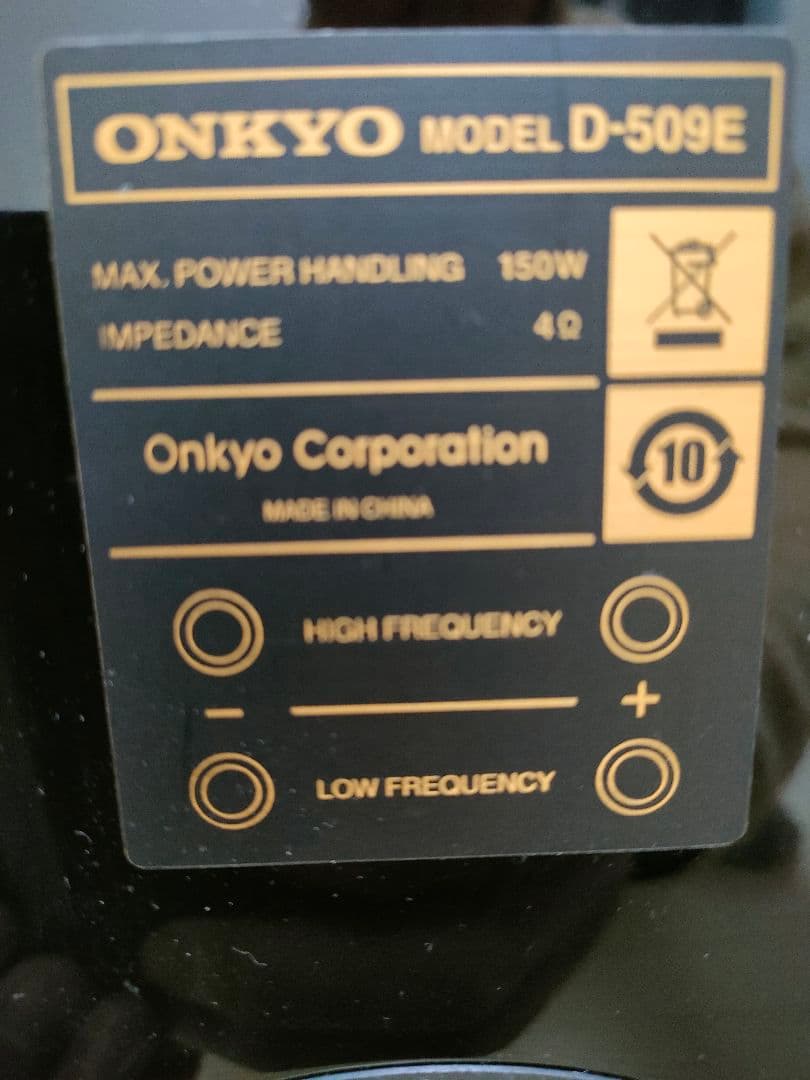 ONKYO MODEL D-509E
MAX. POWER HANDLING 150W
IMPEDANCE 4Ω
Onkyo Corporation
MADE IN CHINA
10
HIGH FREQUENCY
− +
LOW FREQUENCY